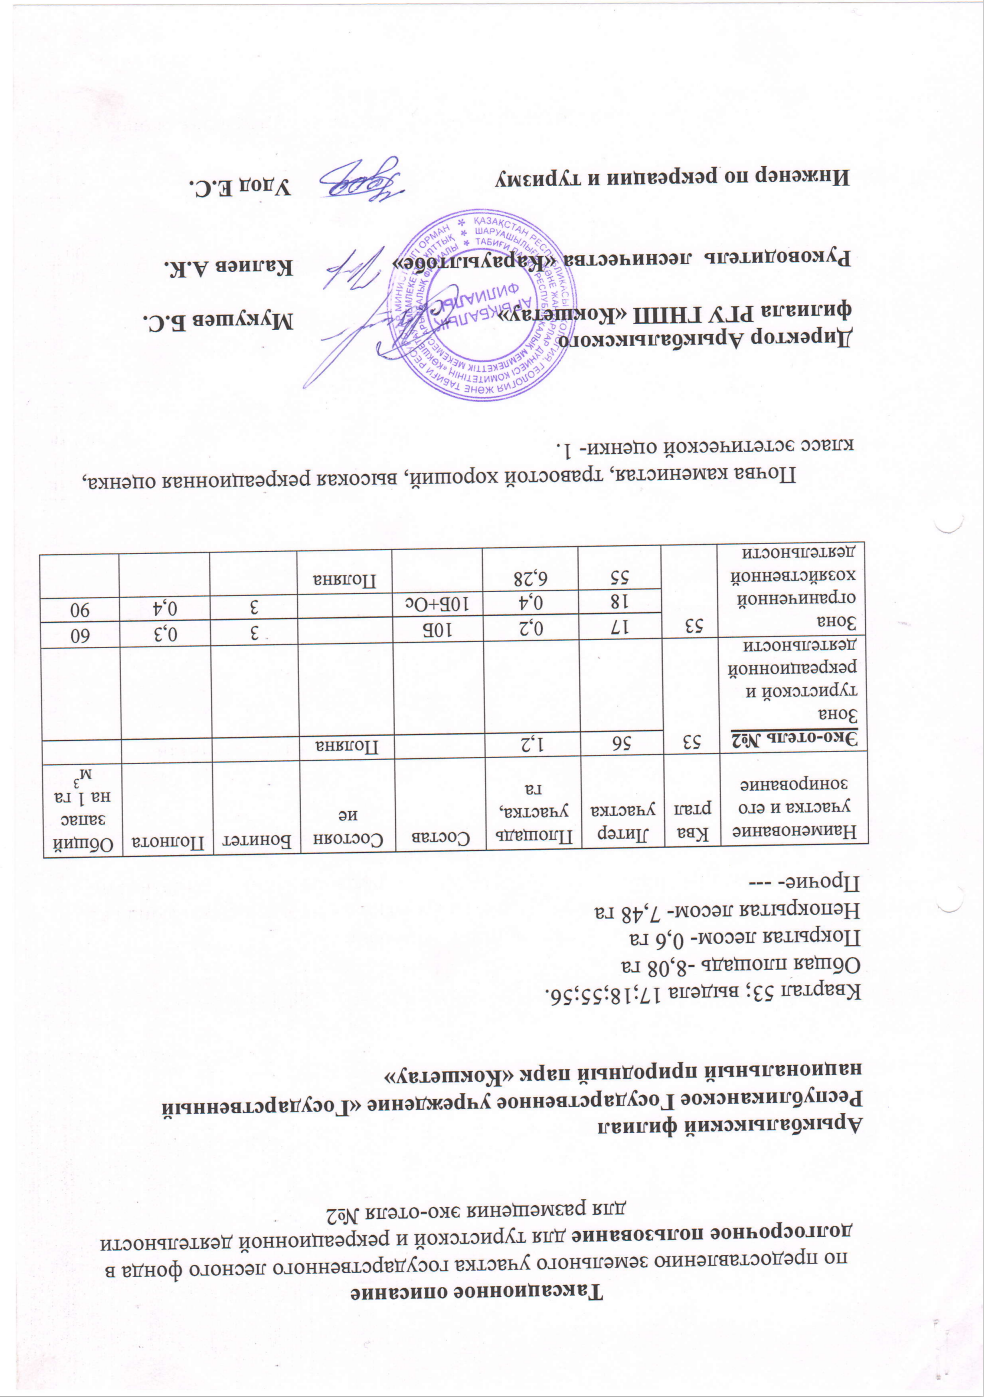 Таксационное описание
по предоставлению земельного участка государственного лесного фонда в
долгосрочное пользование для туристской и рекреационной деятельности
для размещения эко-отеля №2
Арыкбалыкский филиал
Республиканское Государственное учреждение «Государственный
национальный природный парк «Кокшетау»
Квартал 53; выдела 17;18;55;56.
Общая площадь -8,08 га
Покрытая лесом- 0,6 га
Непокрытая лесом- 7,48 га
Прочие- ---
Наименование участка и его зонирование | Ква ртал | Литер участка | Площадь участка, га | Состав | Состоян ие | Бонитет | Полнота | Общий запас на 1 га м3
Эко-отель №2 | 53 | 56 | 1,2 | | Поляна
Зона
туристской и
рекреационной
деятельности
Зона | 53 | 17 | 0,2 | 10Б | | 3 | 0,3 | 60
ограниченной | | 18 | 0,4 | 10Б+Ос | | 3 | 0,4 | 90
хозяйственной | | 55 | 6,28 | | Поляна
деятельности
Почва каменистая, травостой хороший, высокая рекреационная оценка,
класс эстетической оценки- 1.
Директор Арыкбалыкского
филиала РГУ ГНПП «Кокшетау» Мукушев Б.С.
Руководитель лесничества «Карауылтобе» Калиев А.К.
Инженер по рекреации и туризму Удод Е.С.
АРЫҚБАЛЫҚ
ФИЛИАЛЫ